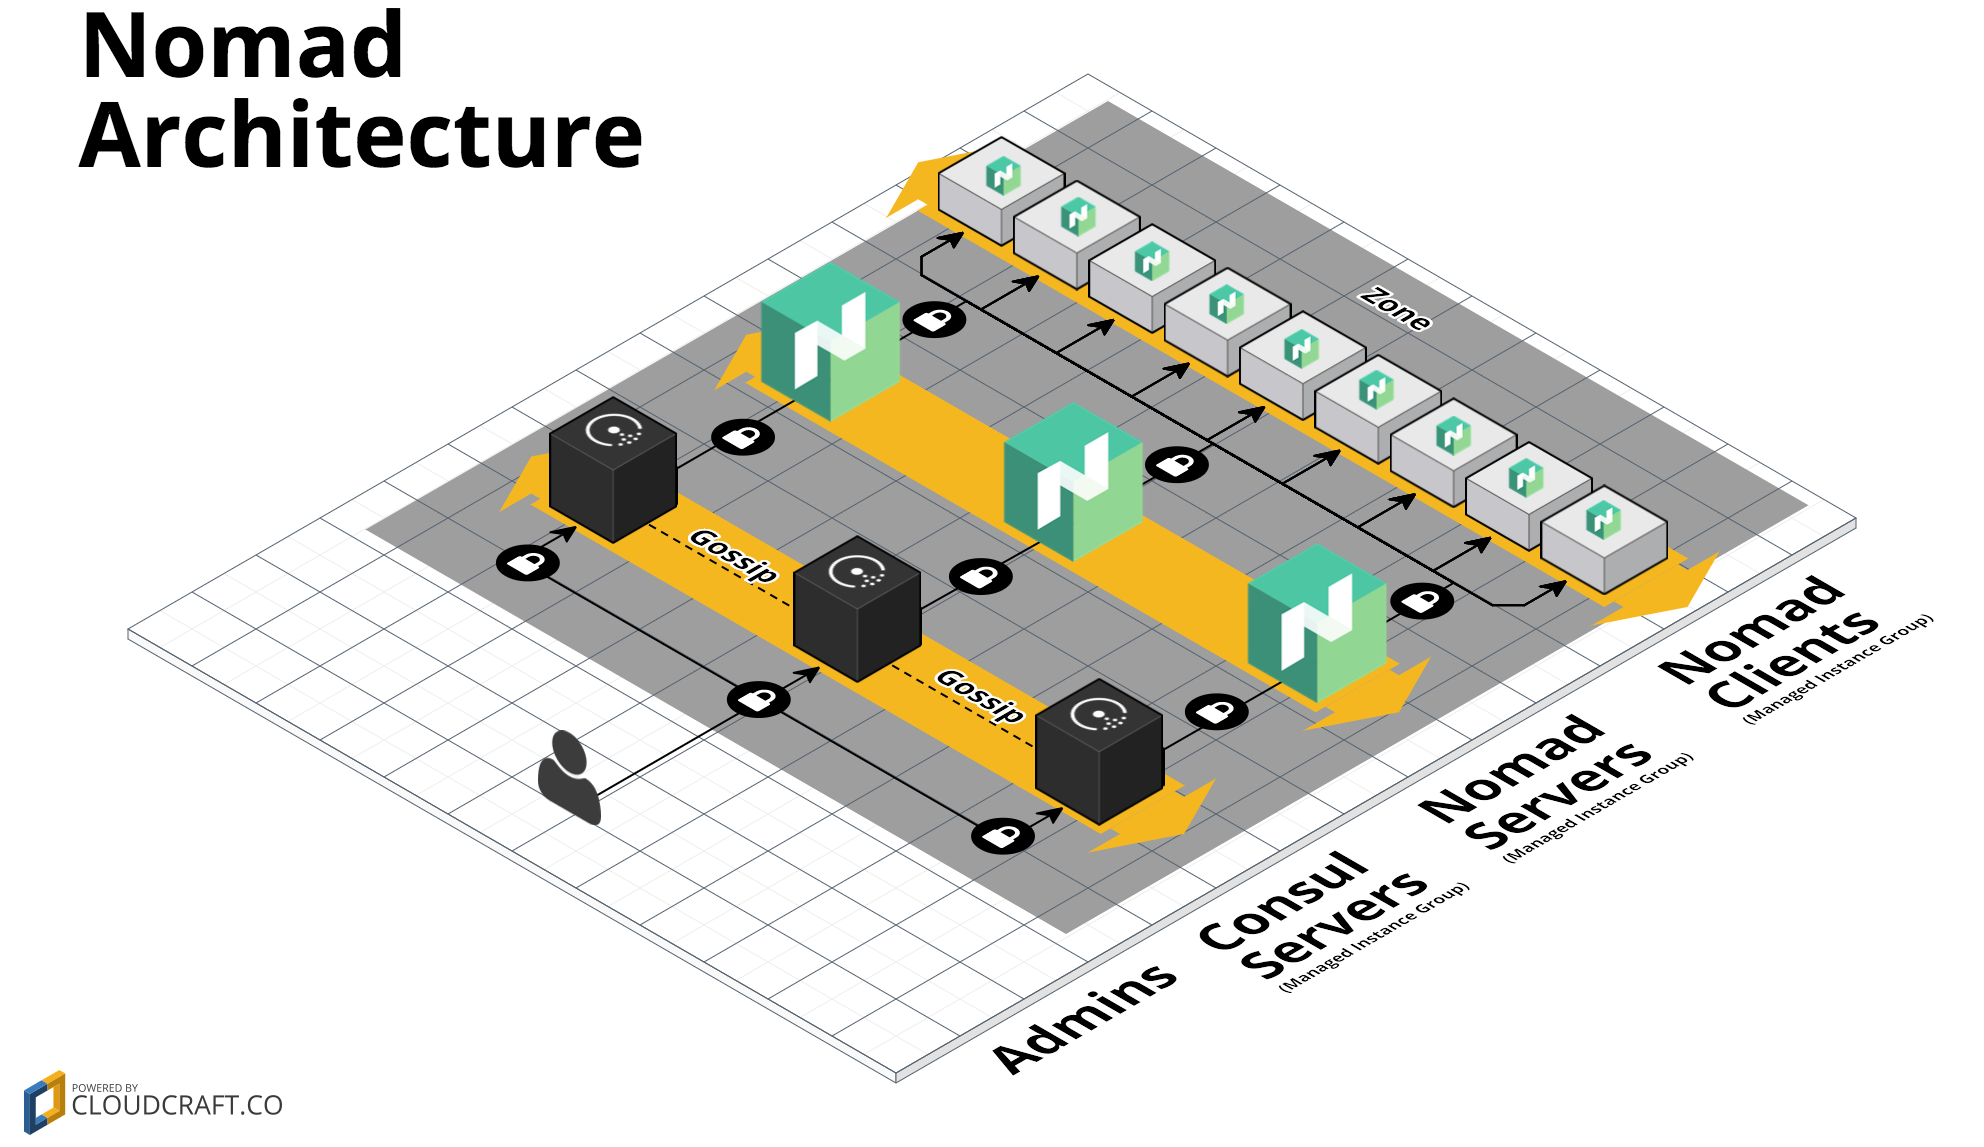 Nomad
Architecture
Zone
Gossip
Gossip
Nomad
Clients
(Managed Instance Group)
Nomad
Servers
(Managed Instance Group)
Consul
Servers
(Managed Instance Group)
Admins
POWERED BY
CLOUDCRAFT.CO